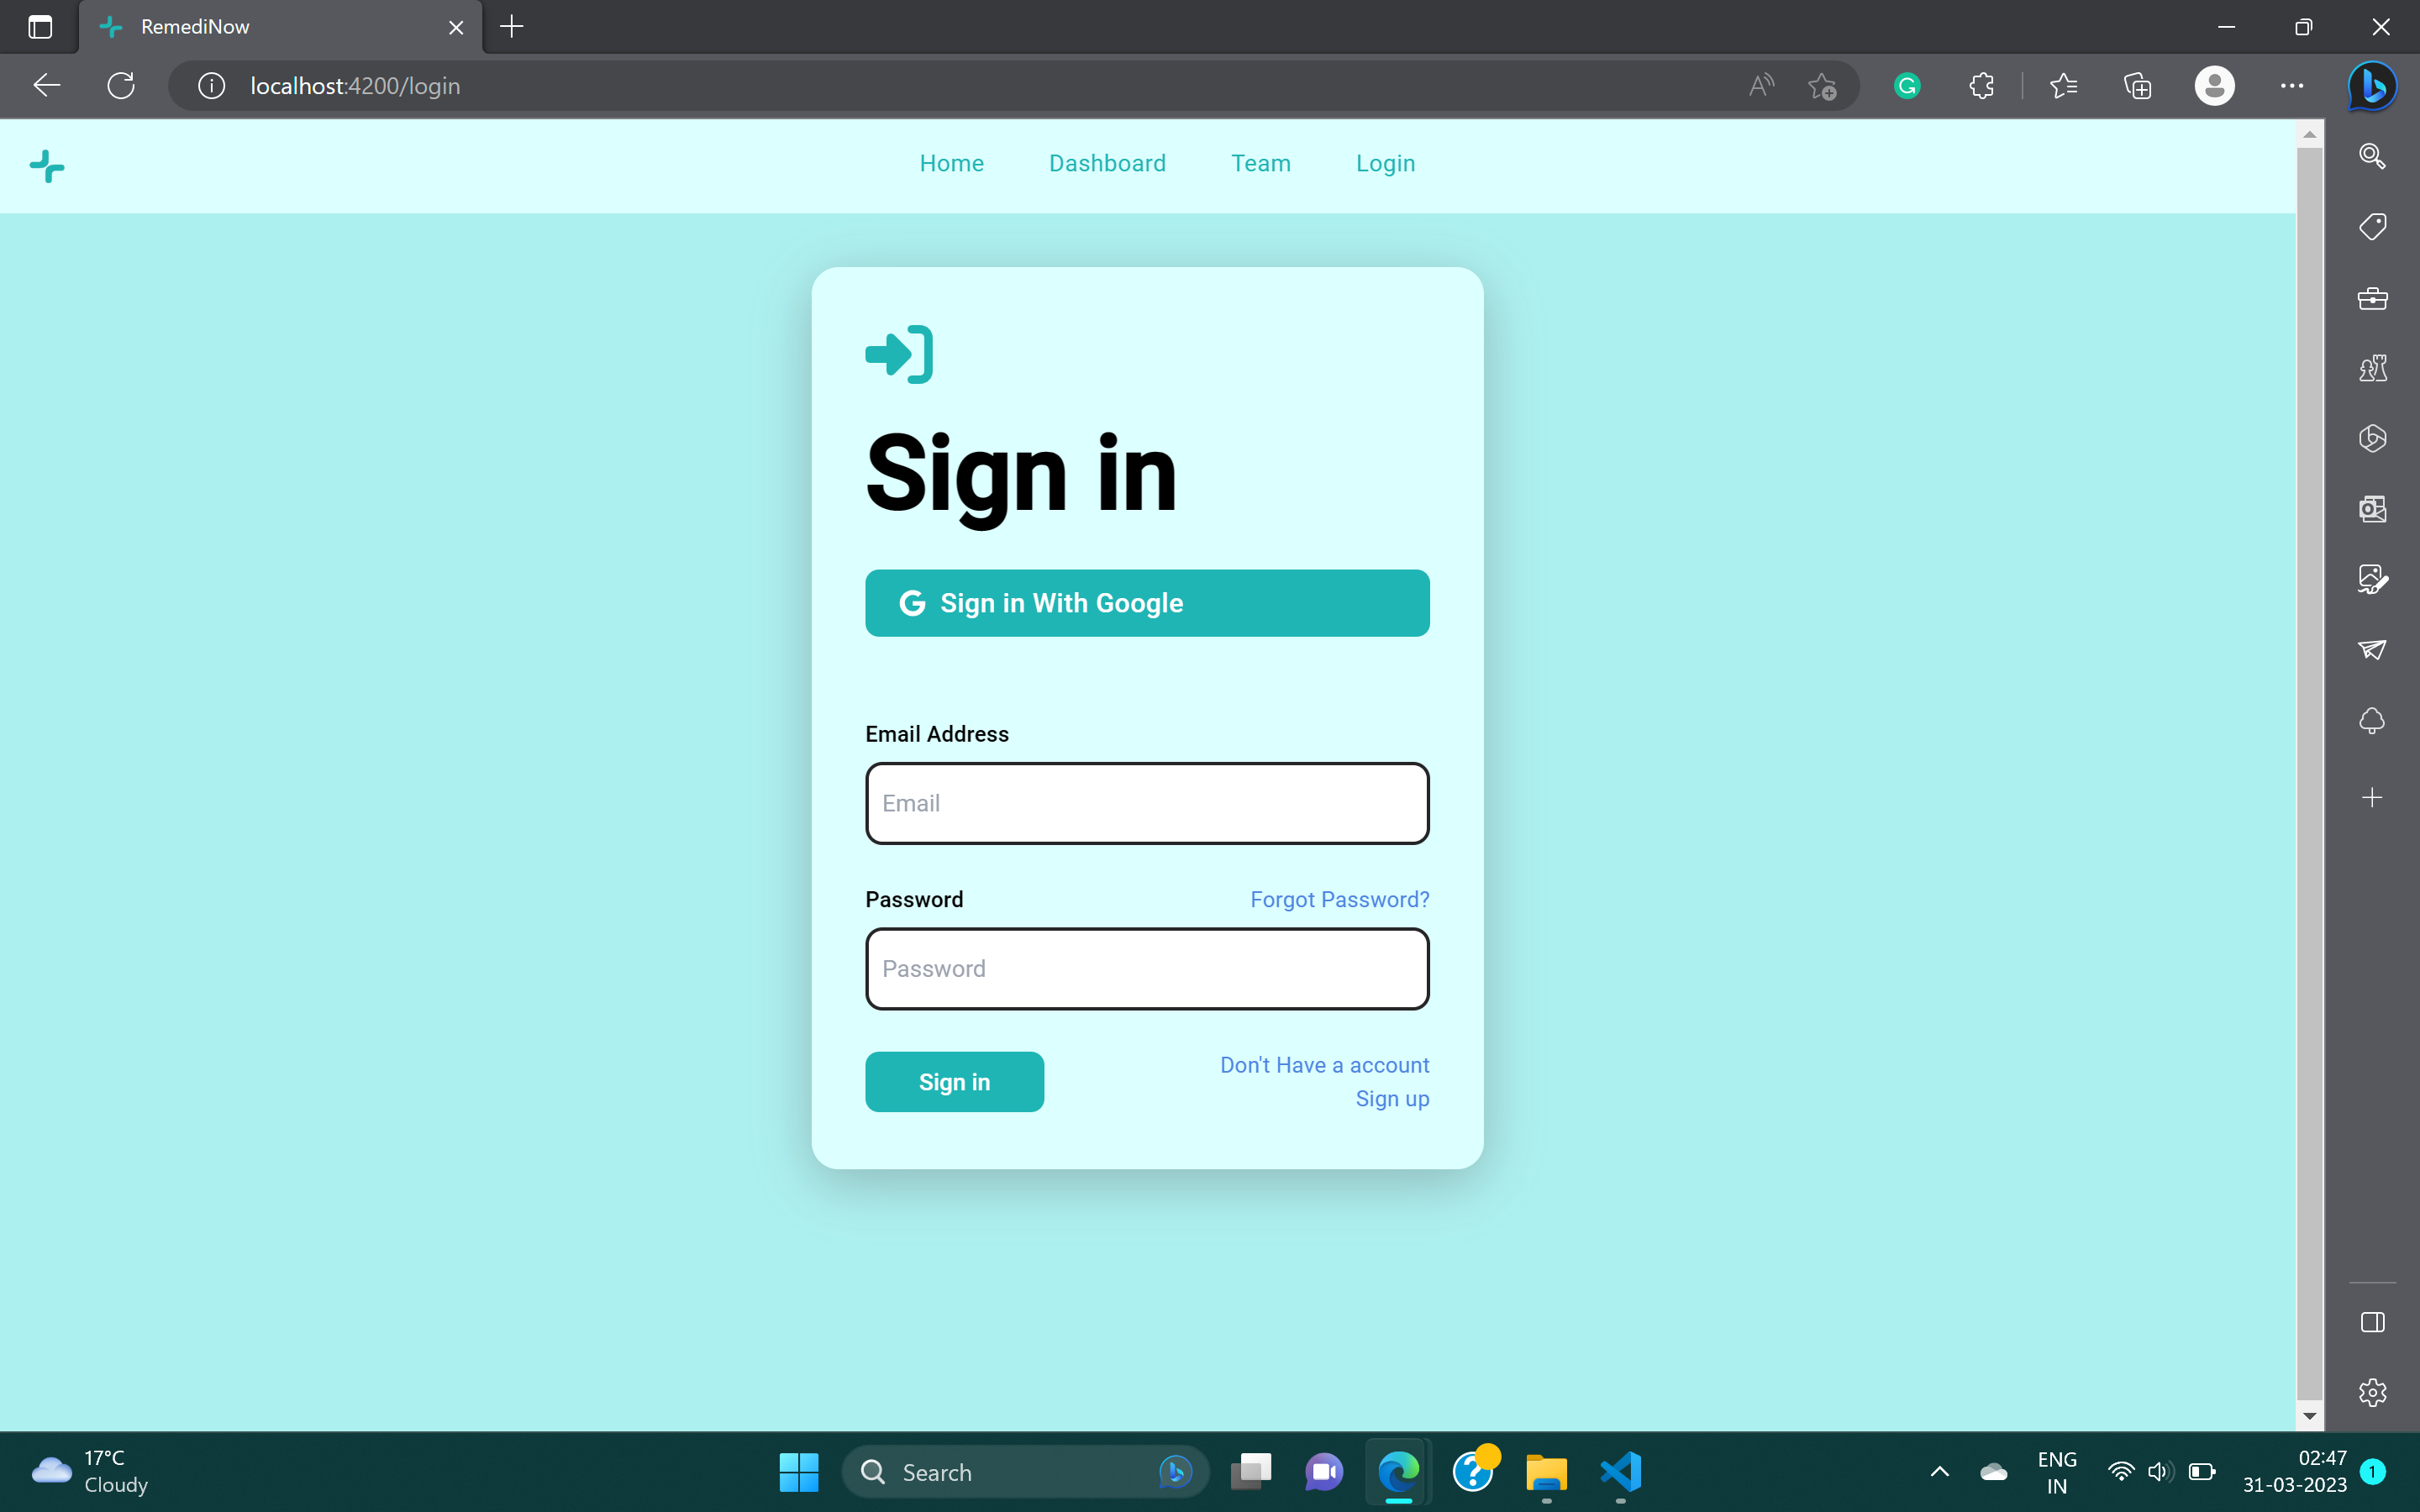 RemediNow
localhost:4200/login
Home Dashboard Team Login
Sign in
Sign in With Google
Email Address
Email
Password Forgot Password?
Password
Sign in
Don't Have a account
Sign up
17°C
Cloudy
Search
ENG
IN
02:47
31-03-2023
1